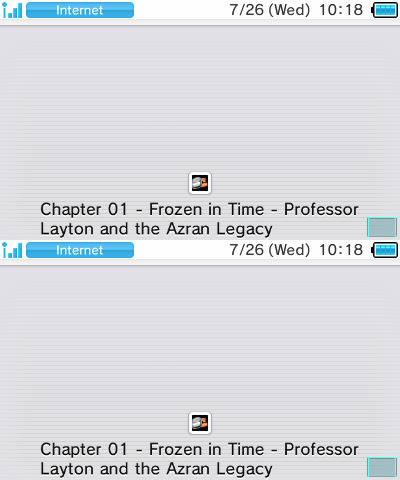 Internet 7/26 (Wed) 10:18
Chapter 01 - Frozen in Time - Professor
Layton and the Azran Legacy
Internet 7/26 (Wed) 10:18
Chapter 01 - Frozen in Time - Professor
Layton and the Azran Legacy